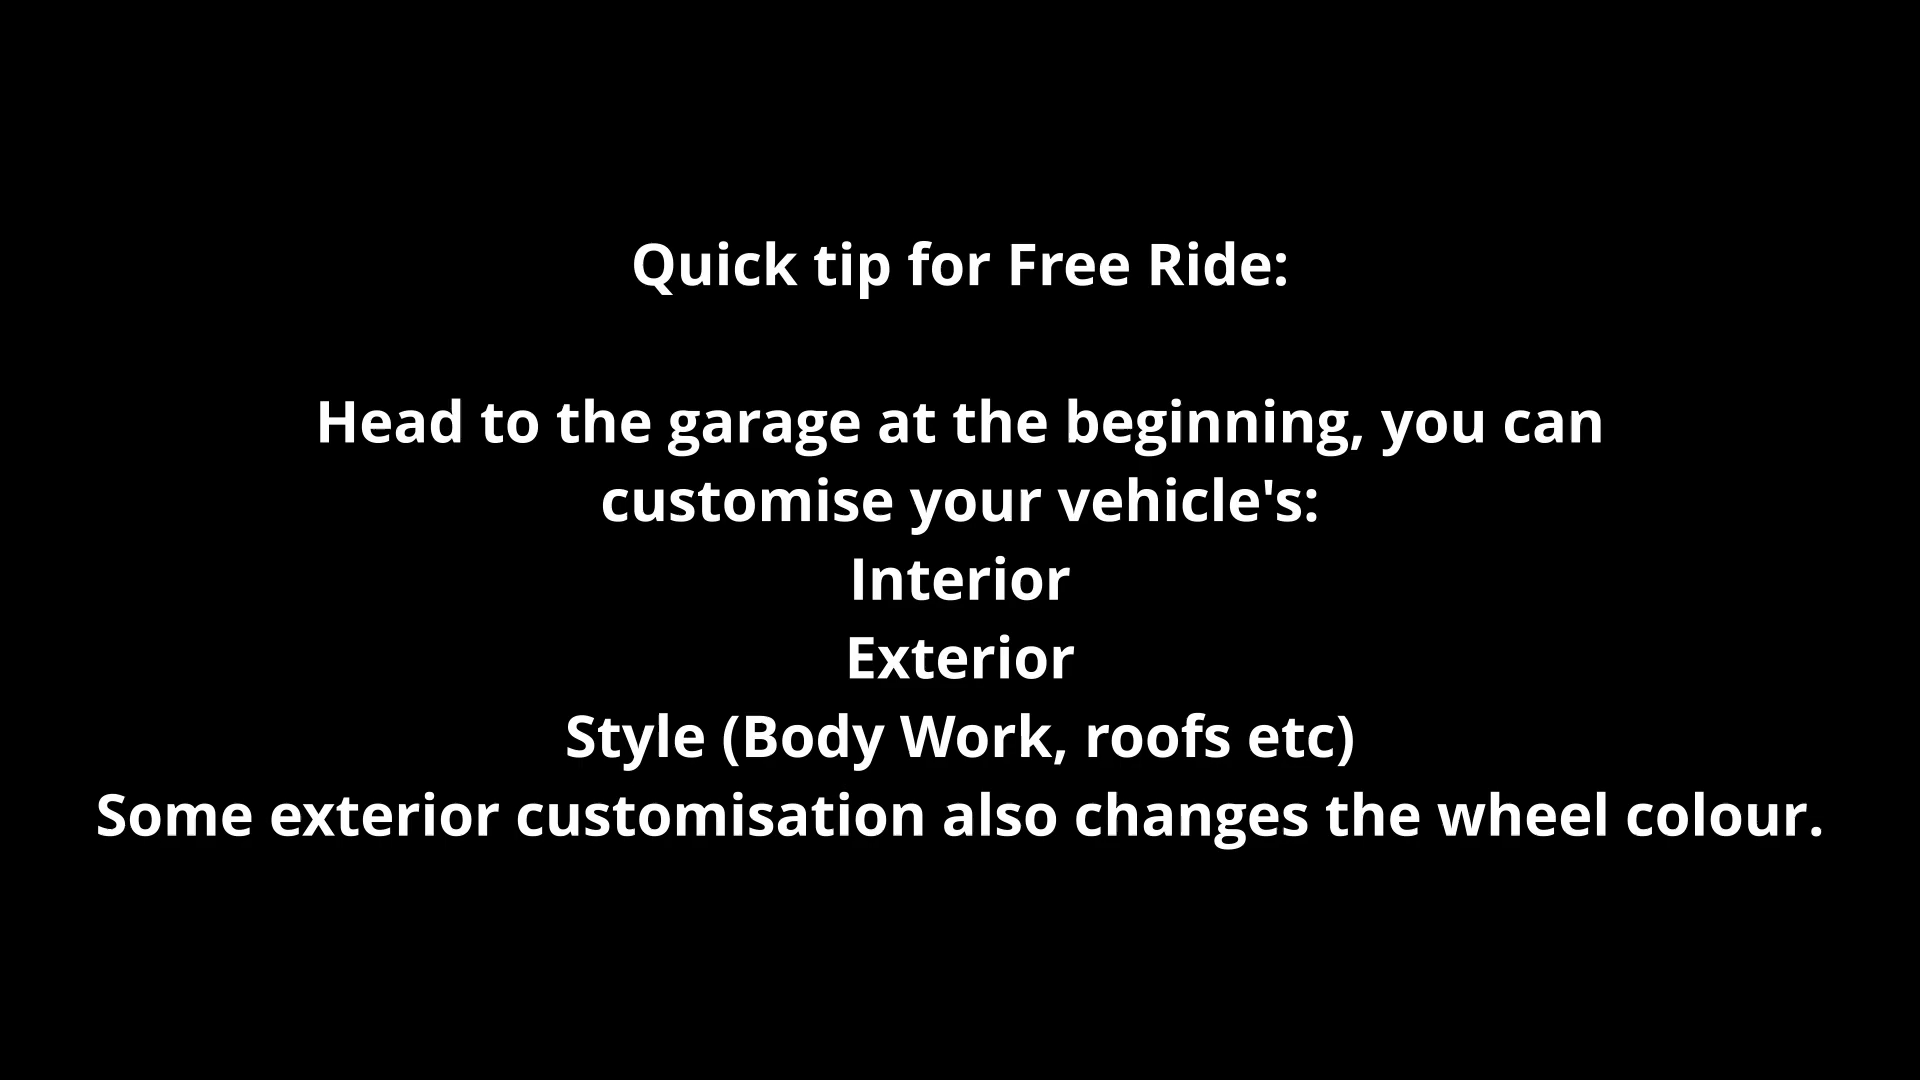 Quick tip for Free Ride:
Head to the garage at the beginning, you can
customise your vehicle's:
Interior
Exterior
Style (Body Work, roofs etc)
Some exterior customisation also changes the wheel colour.